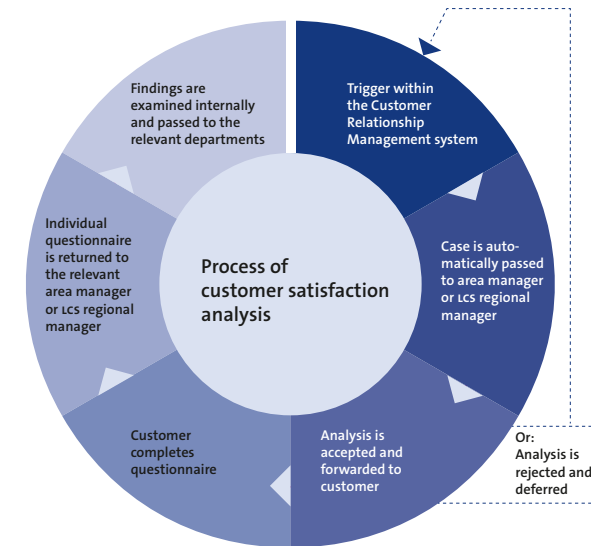 Process of
customer satisfaction
analysis
Trigger within
the Customer
Relationship
Management system
Case is auto-
matically passed
to area manager
or LCS regional
manager
Analysis is
accepted and
forwarded to
customer
Or:
Analysis is
rejected and
deferred
Customer
completes
questionnaire
Individual
questionnaire
is returned to
the relevant
area manager
or LCS regional
manager
Findings are
examined internally
and passed to the
relevant departments